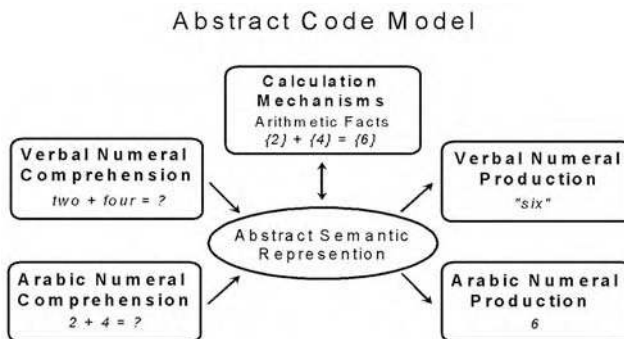 Abstract Code Model
Calculation
Mechanisms
Arithmetic Facts
{2} + {4} = {6}
Verbal Numeral
Comprehension
two + four = ?
Verbal Numeral
Production
"six"
Abstract Semantic
Represention
Arabic Numeral
Comprehension
2 + 4 = ?
Arabic Numeral
Production
6